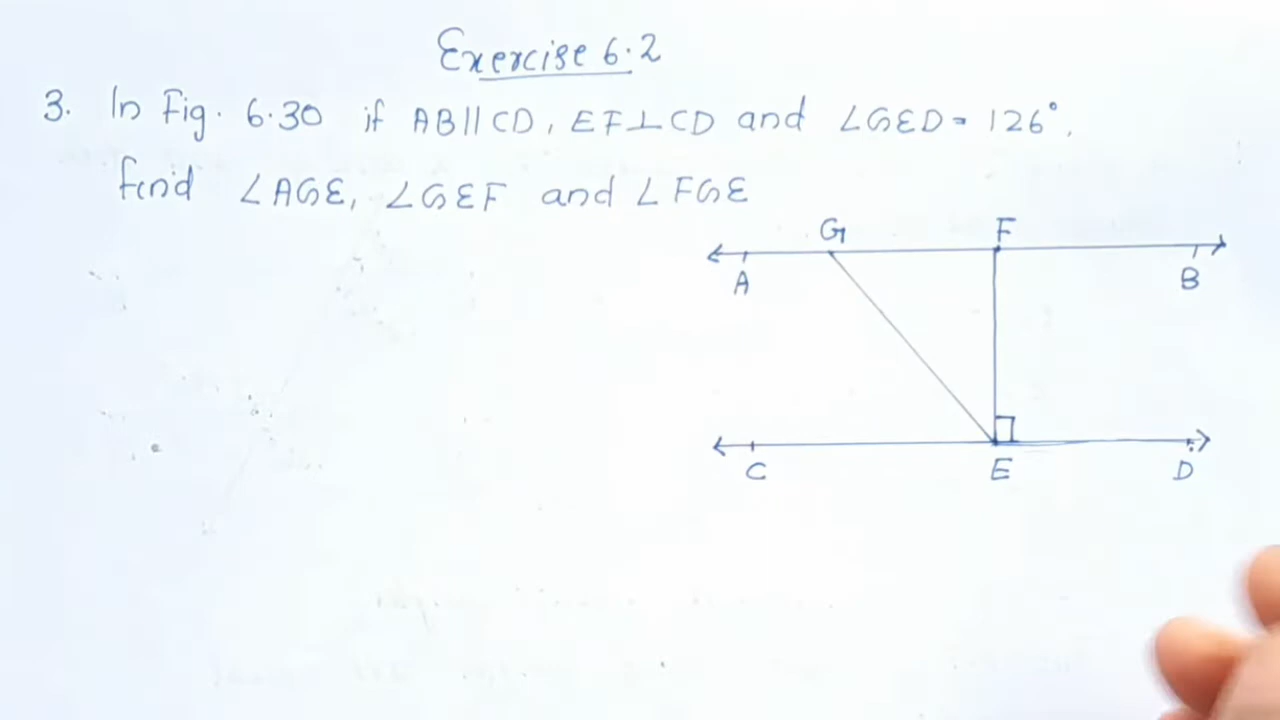 Exercise 6.2
3. In Fig. 6.30 if AB||CD, EF⊥CD and ∠GED = 126°,
find ∠AGE, ∠GEF and ∠FGE
G F
A B
C E D